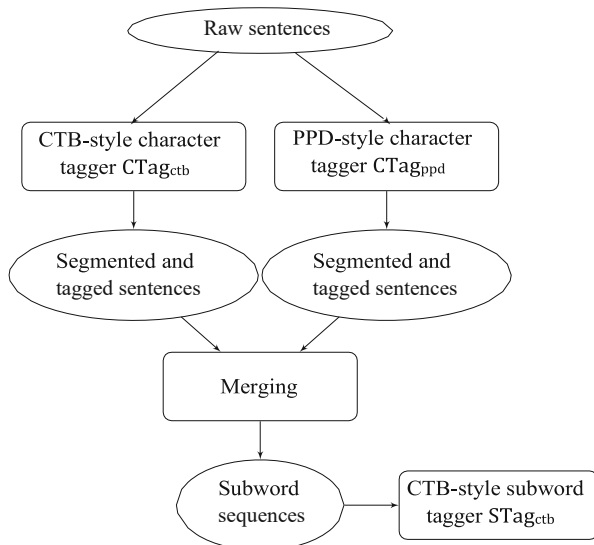 Raw sentences
CTB-style character
tagger CTagctb
PPD-style character
tagger CTagppd
Segmented and
tagged sentences
Segmented and
tagged sentences
Merging
Subword
sequences
CTB-style subword
tagger STagctb